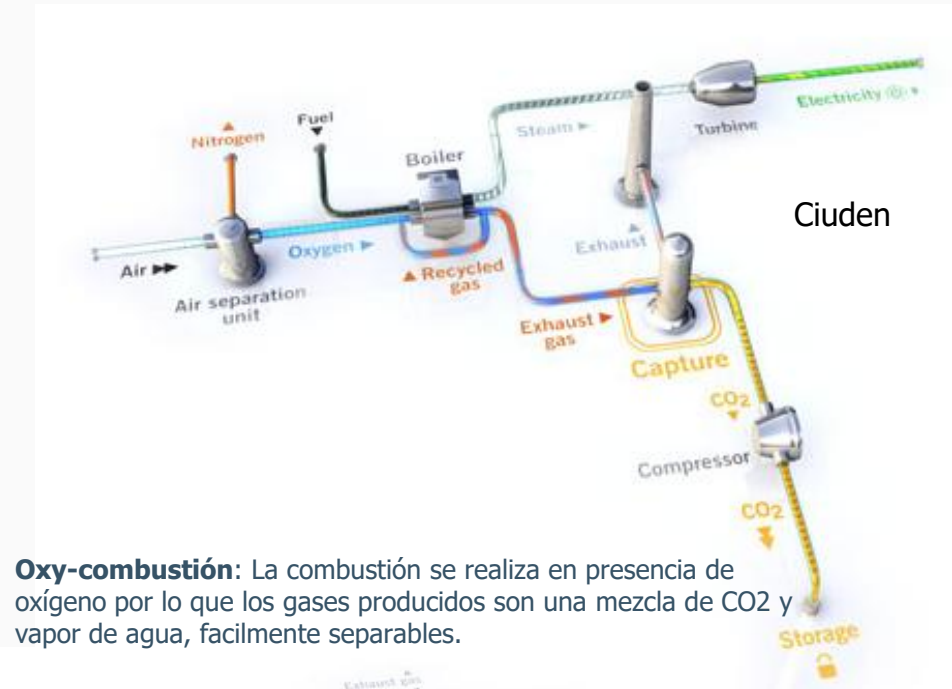 Fuel
Nitrogen
Boiler
Steam
Turbine
Electricity
Ciuden
Air
Oxygen
Exhaust
Air separation
unit
Recycled
gas
Exhaust
gas
Capture
CO2
Compressor
CO2
Oxy-combustión: La combustión se realiza en presencia de
oxígeno por lo que los gases producidos son una mezcla de CO2 y
vapor de agua, facilmente separables.
Storage
Exhaust gas